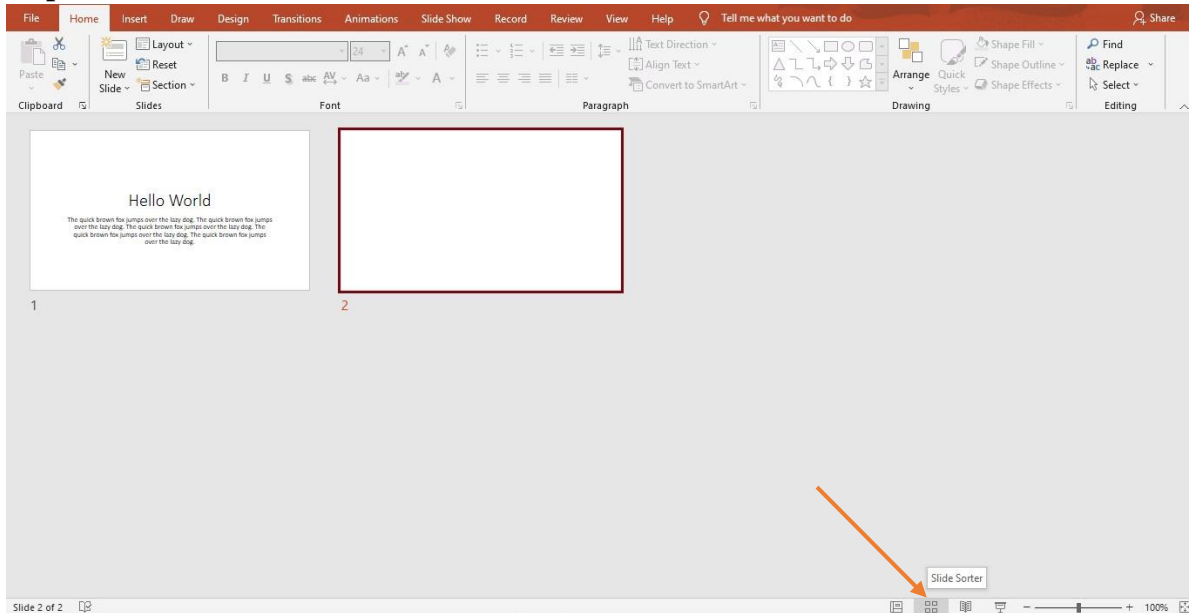 File Home Insert Draw Design Transitions Animations Slide Show Record Review View Help Tell me what you want to do Share
Paste
Clipboard
New Slide
Layout
Reset
Section
Slides
24 A A
B I U S abc AV Aa A
Font
Text Direction
Align Text
Convert to SmartArt
Paragraph
Arrange
Quick Styles
Shape Fill
Shape Outline
Shape Effects
Drawing
Find
Replace
Select
Editing
Hello World
The quick brown fox jumps over the lazy dog. The quick brown fox jumps
over the lazy dog. The quick brown fox jumps over the lazy dog. The
quick brown fox jumps over the lazy dog. The quick brown fox jumps
over the lazy dog.
1
2
Slide Sorter
Slide 2 of 2
100%